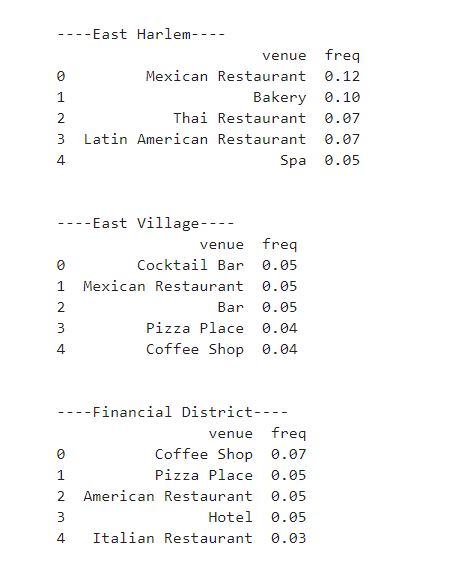 ----East Harlem----
venue freq
0 Mexican Restaurant 0.12
1 Bakery 0.10
2 Thai Restaurant 0.07
3 Latin American Restaurant 0.07
4 Spa 0.05
----East Village----
venue freq
0 Cocktail Bar 0.05
1 Mexican Restaurant 0.05
2 Bar 0.05
3 Pizza Place 0.04
4 Coffee Shop 0.04
----Financial District----
venue freq
0 Coffee Shop 0.07
1 Pizza Place 0.05
2 American Restaurant 0.05
3 Hotel 0.05
4 Italian Restaurant 0.03